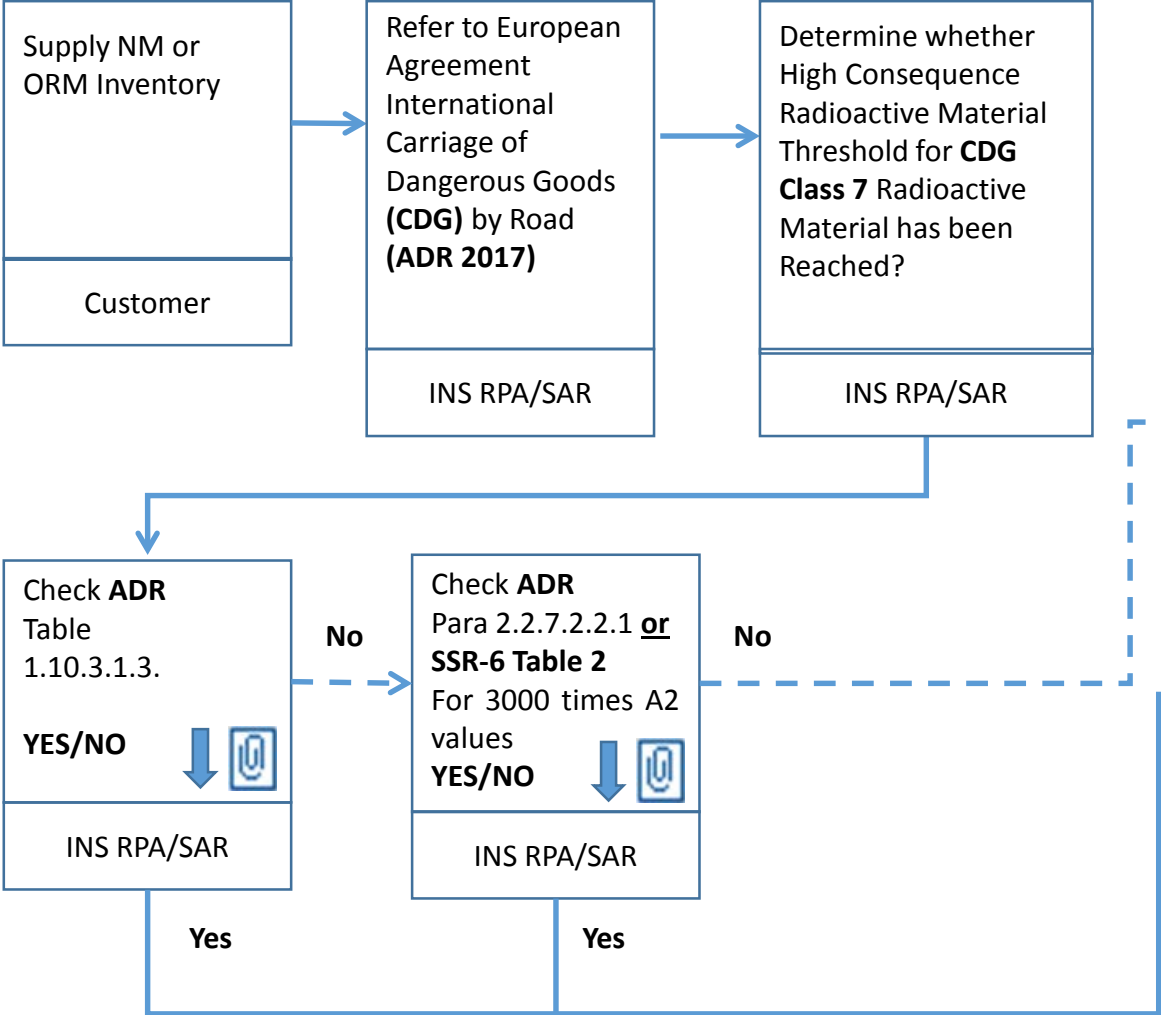 Supply NM or
ORM Inventory
Customer
Refer to European
Agreement
International
Carriage of
Dangerous Goods
(CDG) by Road
(ADR 2017)
INS RPA/SAR
Determine whether
High Consequence
Radioactive Material
Threshold for CDG
Class 7 Radioactive
Material has been
Reached?
INS RPA/SAR
Check ADR
Table
1.10.3.1.3.
YES/NO
INS RPA/SAR
No
Check ADR
Para 2.2.7.2.2.1 or
SSR-6 Table 2
For 3000 times A2
values
YES/NO
INS RPA/SAR
No
Yes
Yes